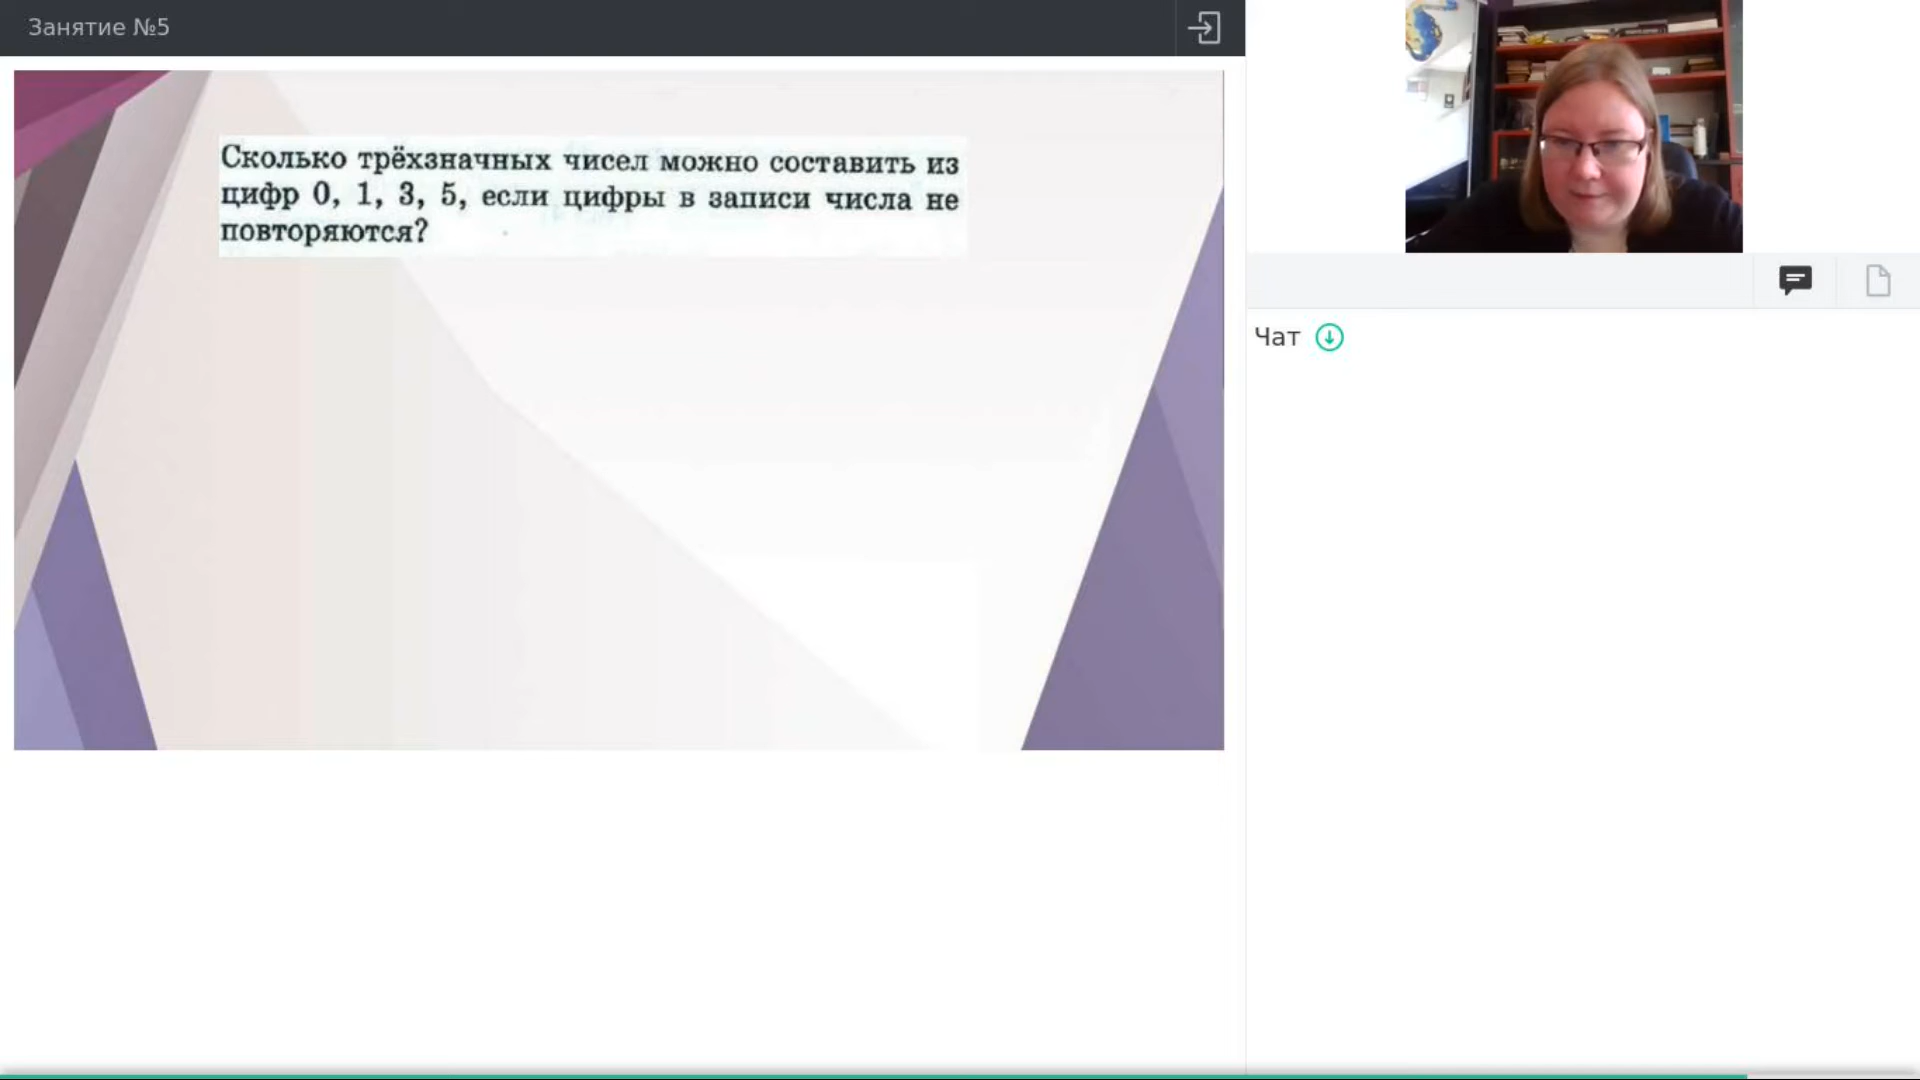 Занятие №5
Сколько трёхзначных чисел можно составить из
цифр 0, 1, 3, 5, если цифры в записи числа не
повторяются?
Чат